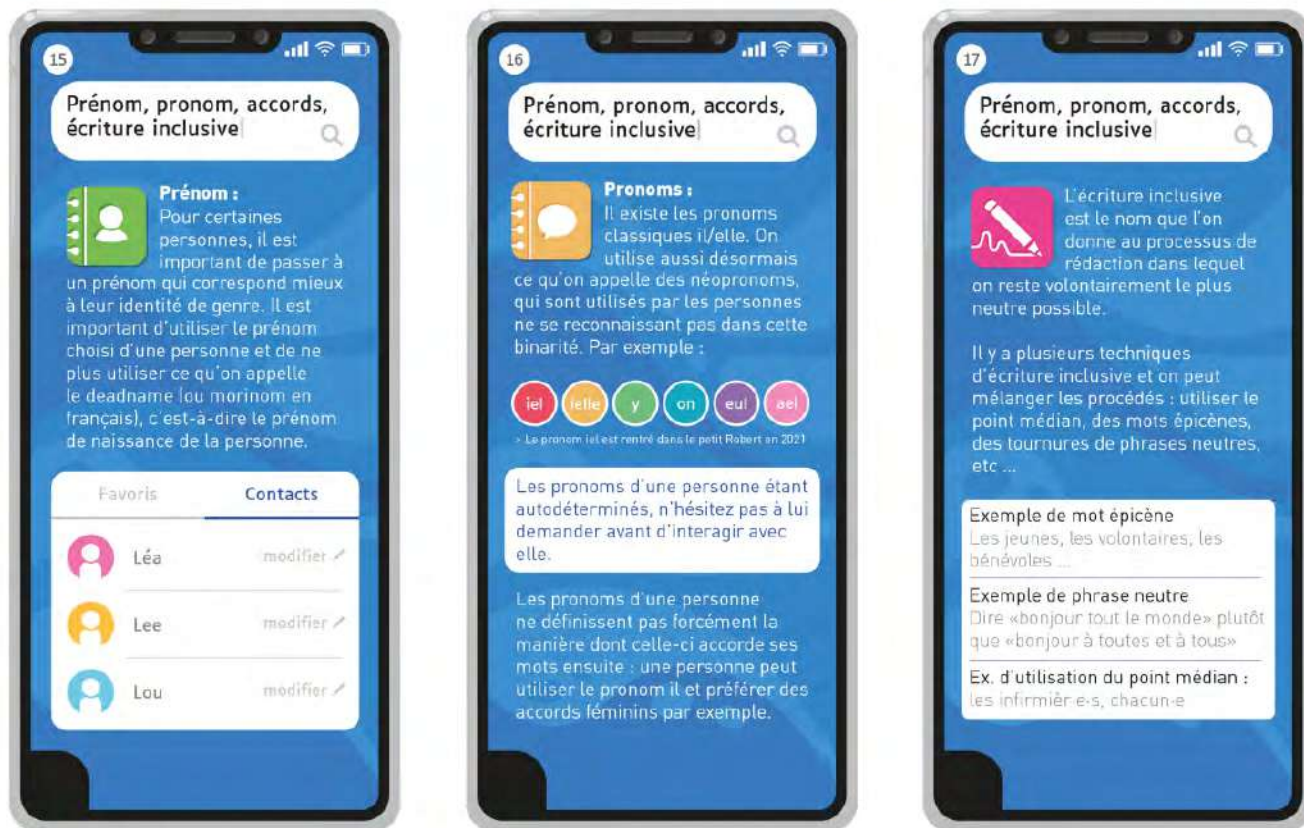 15
Prénom, pronom, accords,
écriture inclusive
Prénom :
Pour certaines
personnes, il est
important de passer à
un prénom qui correspond mieux
à leur identité de genre. Il est
important d'utiliser le prénom
choisi d'une personne et de ne
plus utiliser ce qu'on appelle
le deadname (ou morinom en
français), c'est-à-dire le prénom
de naissance de la personne.
Favoris Contacts
Léa modifier
Lee modifier
Lou modifier
16
Prénom, pronom, accords,
écriture inclusive
Pronoms :
Il existe les pronoms
classiques il/elle. On
utilise aussi désormais
ce qu'on appelle des néopronoms,
qui sont utilisés par les personnes
ne se reconnaissant pas dans cette
binarité. Par exemple :
iel ielle y on eul ael
> Le pronom iel est rentré dans le petit Robert en 2021
Les pronoms d'une personne étant
autodéterminés, n'hésitez pas à lui
demander avant d'interagir avec
elle.
Les pronoms d'une personne
ne définissent pas forcément la
manière dont celle-ci accorde ses
mots ensuite : une personne peut
utiliser le pronom il et préférer des
accords féminins par exemple.
17
Prénom, pronom, accords,
écriture inclusive
L'écriture inclusive
est le nom que l'on
donne au processus de
rédaction dans lequel
on reste volontairement le plus
neutre possible.
Il y a plusieurs techniques
d'écriture inclusive et on peut
mélanger les procédés : utiliser le
point médian, des mots épicènes,
des tournures de phrases neutres,
etc ...
Exemple de mot épicène
Les jeunes, les volontaires, les
bénévoles ...
Exemple de phrase neutre
Dire «bonjour tout le monde» plutôt
que «bonjour à toutes et à tous»
Ex. d'utilisation du point médian :
les infirmièr·e·s, chacun·e